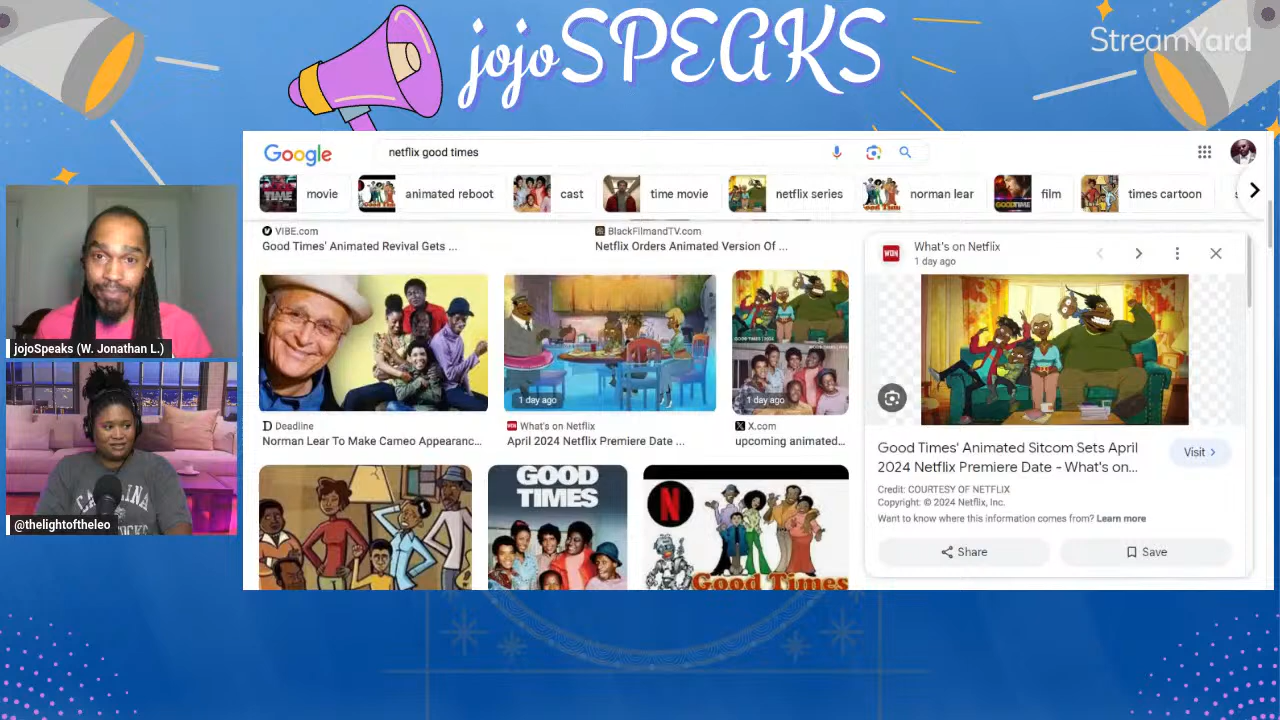 jojoSPEAKS
StreamYard
Google
netflix good times
movie
animated reboot
cast
time movie
netflix series
norman lear
film
times cartoon
VIBE.com
Good Times' Animated Revival Gets ...
BlackFilmandTV.com
Netflix Orders Animated Version Of ...
What's on Netflix
1 day ago
jojoSpeaks (W. Jonathan L.)
@thelightoftheleo
1 day ago
1 day ago
Deadline
Norman Lear To Make Cameo Appearanc...
What's on Netflix
April 2024 Netflix Premiere Date ...
X.com
upcoming animated...
Good Times' Animated Sitcom Sets April
2024 Netflix Premiere Date - What's on...
Visit
Credit: COURTESY OF NETFLIX
Copyright: © 2024 Netflix, Inc.
Want to know where this information comes from? Learn more
Share
Save
GOOD
TIMES
N
Good Times